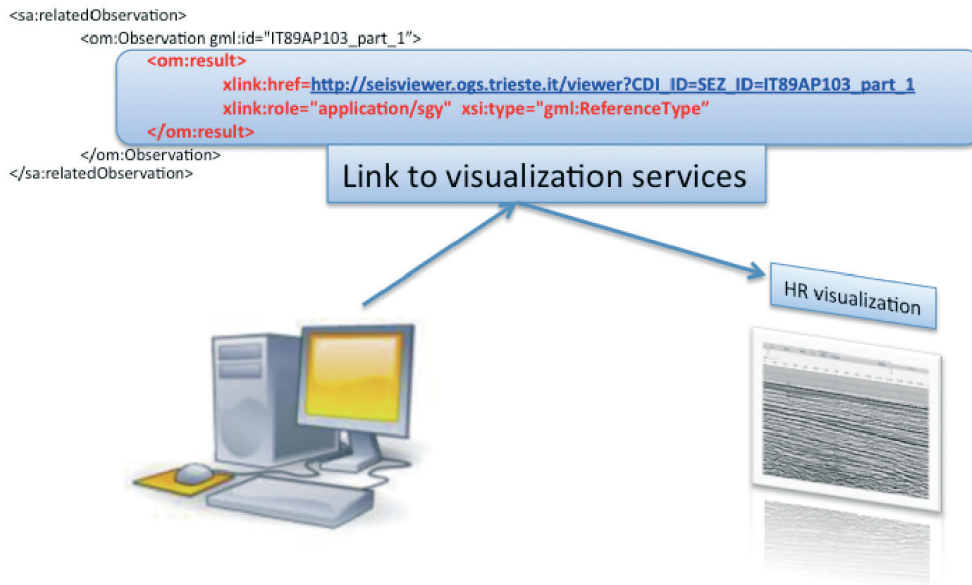 <sa:relatedObservation>
<om:Observation gml:id="IT89AP103_part_1”>
<om:result>
xlink:href=http://seisviewer.ogs.trieste.it/viewer?CDI_ID=SEZ_ID=IT89AP103_part_1
xlink:role="application/sgy" xsi:type="gml:ReferenceType”
</om:result>
</om:Observation>
</sa:relatedObservation>
Link to visualization services
HR visualization